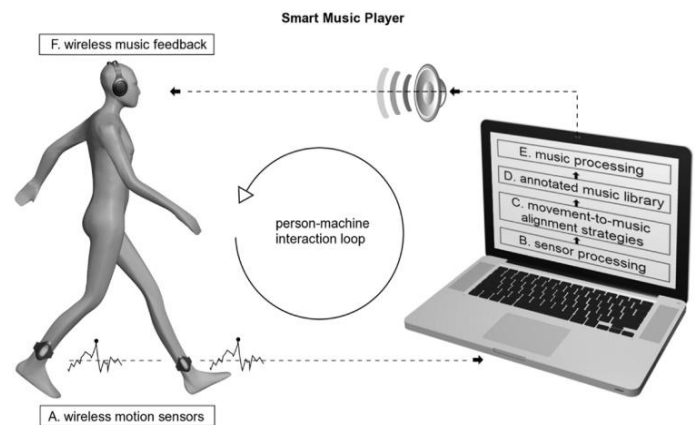 Smart Music Player
F. wireless music feedback
E. music processing
D. annotated music library
C. movement-to-music
alignment strategies
B. sensor processing
person-machine
interaction loop
A. wireless motion sensors